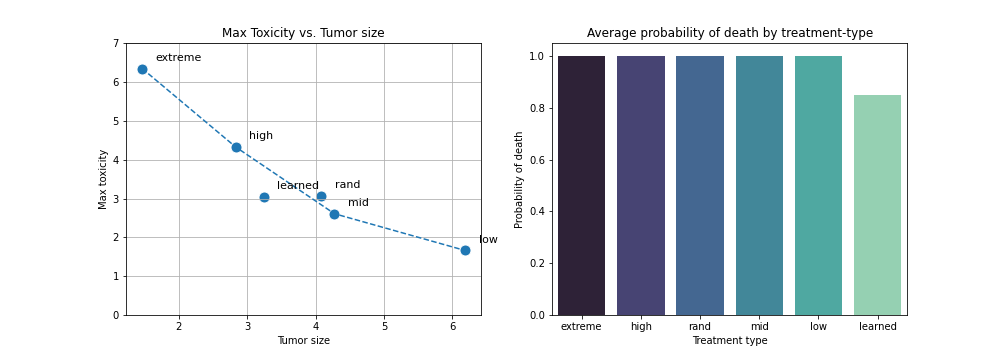 Max Toxicity vs. Tumor size
Max toxicity
7
6
5
4
3
2
1
0
extreme
high
learned
rand
mid
low
2 3 4 5 6
Tumor size
Average probability of death by treatment-type
Probability of death
1.0
0.8
0.6
0.4
0.2
0.0
extreme high rand mid low learned
Treatment type